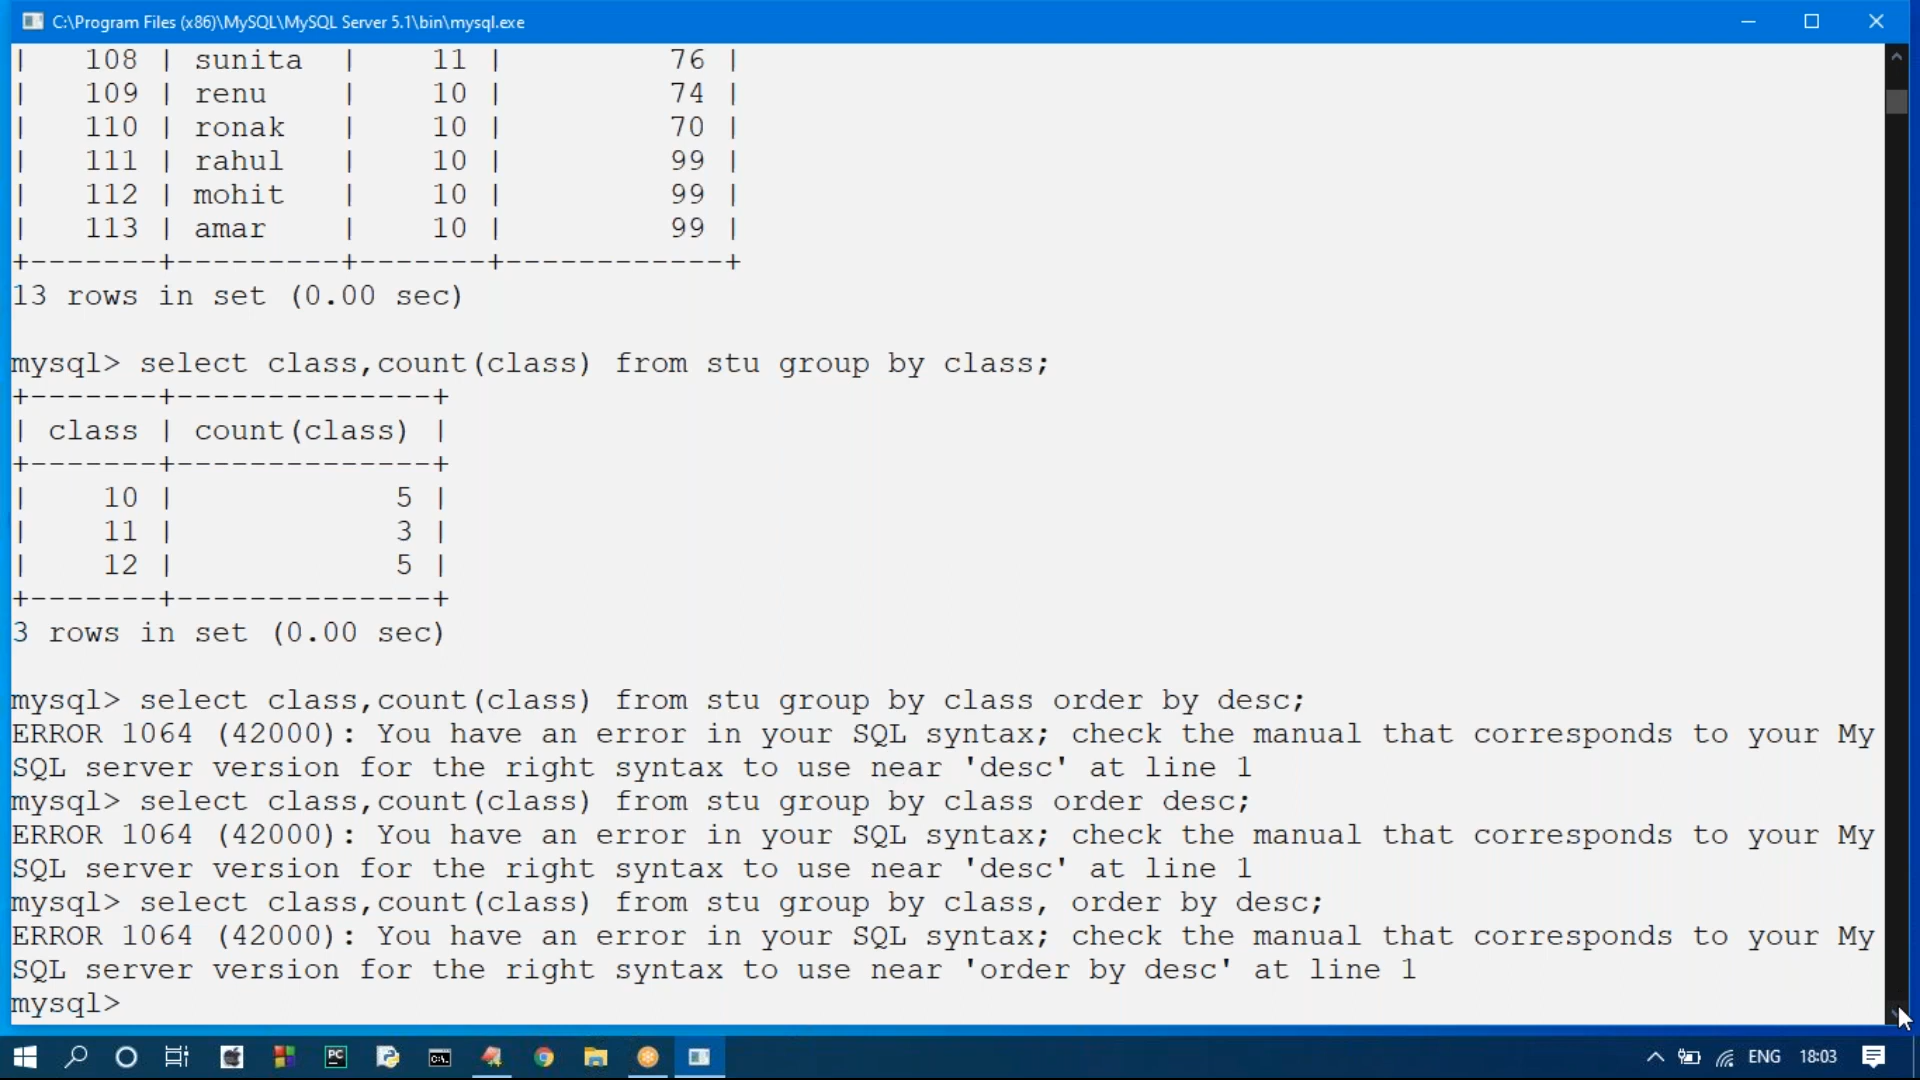 C:\Program Files (x86)\MySQL\MySQL Server 5.1\bin\mysql.exe
|   108 | sunita  |    11 |         76 |
|   109 | renu    |    10 |         74 |
|   110 | ronak   |    10 |         70 |
|   111 | rahul   |    10 |         99 |
|   112 | mohit   |    10 |         99 |
|   113 | amar    |    10 |         99 |
+-------+---------+-------+------------+
13 rows in set (0.00 sec)
mysql> select class,count(class) from stu group by class;
+-------+--------------+
| class | count(class) |
+-------+--------------+
|    10 |            5 |
|    11 |            3 |
|    12 |            5 |
+-------+--------------+
3 rows in set (0.00 sec)
mysql> select class,count(class) from stu group by class order by desc;
ERROR 1064 (42000): You have an error in your SQL syntax; check the manual that corresponds to your My
SQL server version for the right syntax to use near 'desc' at line 1
mysql> select class,count(class) from stu group by class order desc;
ERROR 1064 (42000): You have an error in your SQL syntax; check the manual that corresponds to your My
SQL server version for the right syntax to use near 'desc' at line 1
mysql> select class,count(class) from stu group by class, order by desc;
ERROR 1064 (42000): You have an error in your SQL syntax; check the manual that corresponds to your My
SQL server version for the right syntax to use near 'order by desc' at line 1
mysql>
PC
C:\.
ENG
18:03